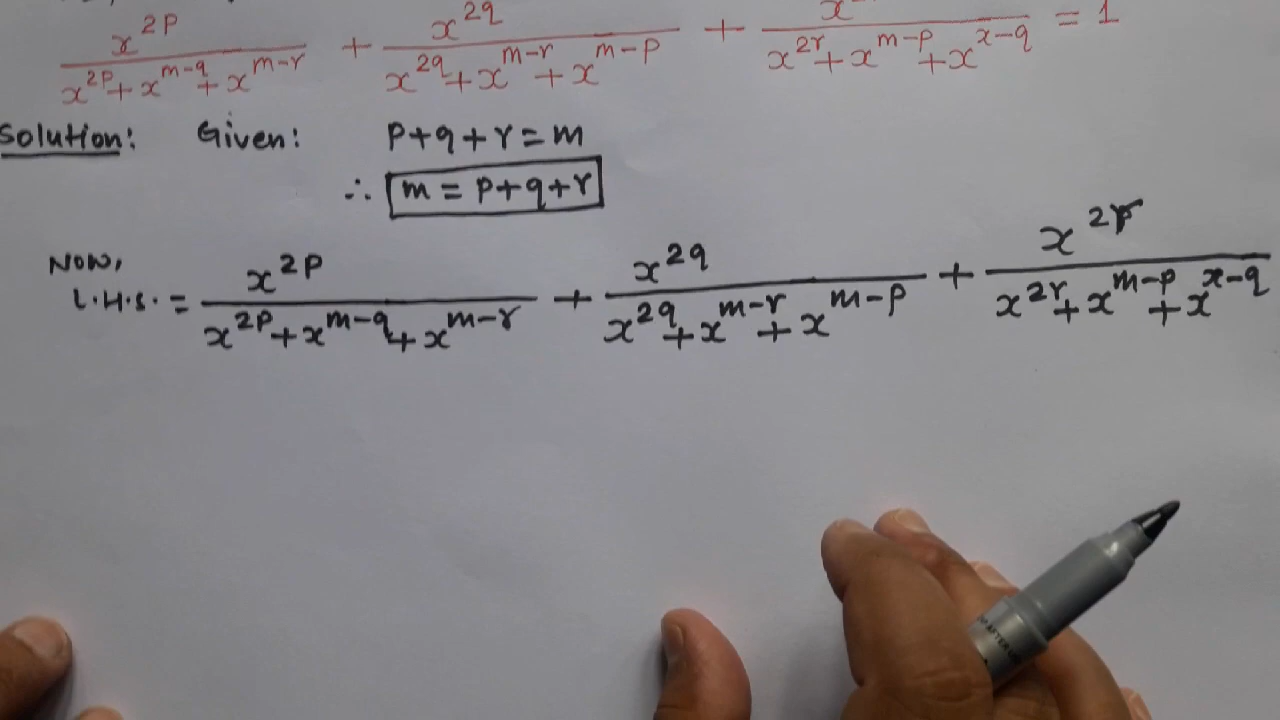 x^{2p}/(x^{2p}+x^{m-q}+x^{m-r}) + x^{2q}/(x^{2q}+x^{m-r}+x^{m-p}) + x/(x^{2r}+x^{m-p}+x^{x-q}) = 1
Solution: Given: p+q+r=m
∴ m = p+q+r
Now,
L.H.S. = x^{2p}/(x^{2p}+x^{m-q}+x^{m-r}) + x^{2q}/(x^{2q}+x^{m-r}+x^{m-p}) + x^{2r}/(x^{2r}+x^{m-p}+x^{x-q})